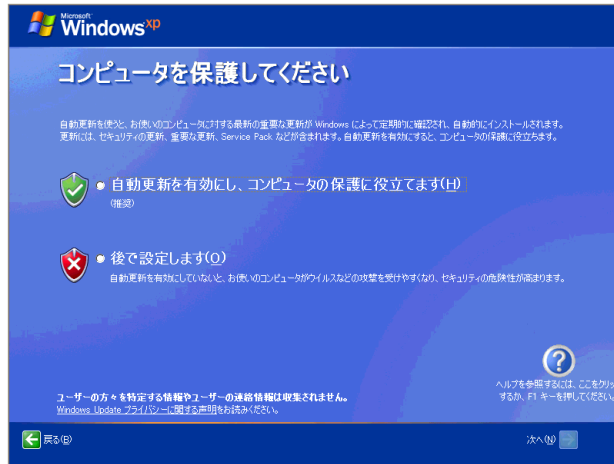 Microsoft
Windows xp
コンピュータを保護してください
自動更新を使うと、お使いのコンピュータに対する最新の重要な更新が Windows によって定期的に確認され、自動的にインストールされます。
更新には、セキュリティの更新、重要な更新、Service Pack などが含まれます。自動更新を有効にすると、コンピュータの保護に役立ちます。
自動更新を有効にし、コンピュータの保護に役立てます(H)
(推奨)
後で設定します(O)
自動更新を有効にしていないと、お使いのコンピュータがウイルスなどの攻撃を受けやすくなり、セキュリティの危険性が高まります。
ヘルプを参照するには、ここをクリッ
するか、F1 キーを押してください。
ユーザーの方々を特定する情報やユーザーの連絡情報は収集されません。
Windows Update プライバシーに関する声明をお読みください。
戻る(B)
次へ(N)